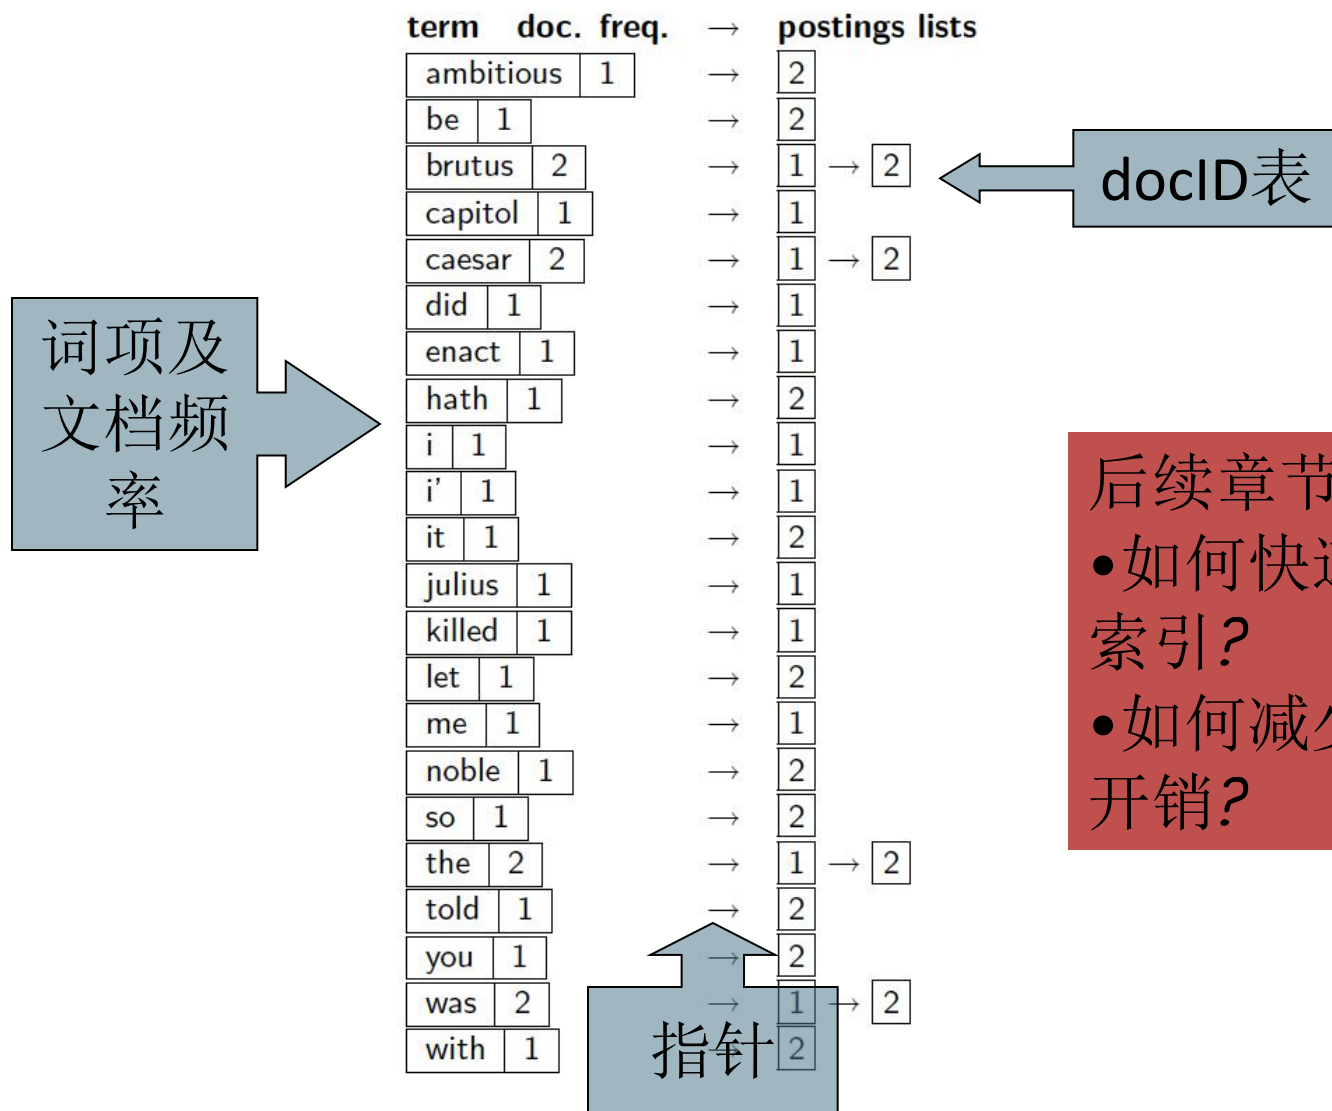 term doc. freq. → postings lists
ambitious 1 → 2
be 1 → 2
brutus 2 → 1 → 2
capitol 1 → 1
caesar 2 → 1 → 2
did 1 → 1
enact 1 → 1
hath 1 → 2
i 1 → 1
i' 1 → 1
it 1 → 2
julius 1 → 1
killed 1 → 1
let 1 → 2
me 1 → 1
noble 1 → 2
so 1 → 2
the 2 → 1 → 2
told 1 → 2
you 1 → 2
was 2 → 1 → 2
with 1 → 2
docID表
词项及
文档频
率
后续章节
•如何快
索引?
•如何减
开销?
指针